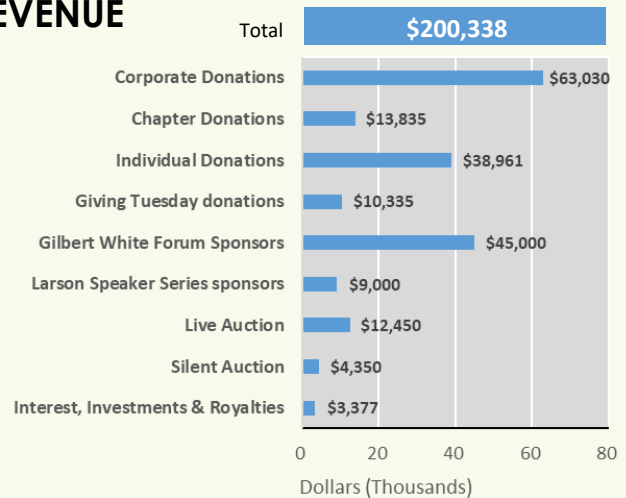 EVENUE
Total $200,338
Corporate Donations $63,030
Chapter Donations $13,835
Individual Donations $38,961
Giving Tuesday donations $10,335
Gilbert White Forum Sponsors $45,000
Larson Speaker Series sponsors $9,000
Live Auction $12,450
Silent Auction $4,350
Interest, Investments & Royalties $3,377
0 20 40 60 80
Dollars (Thousands)